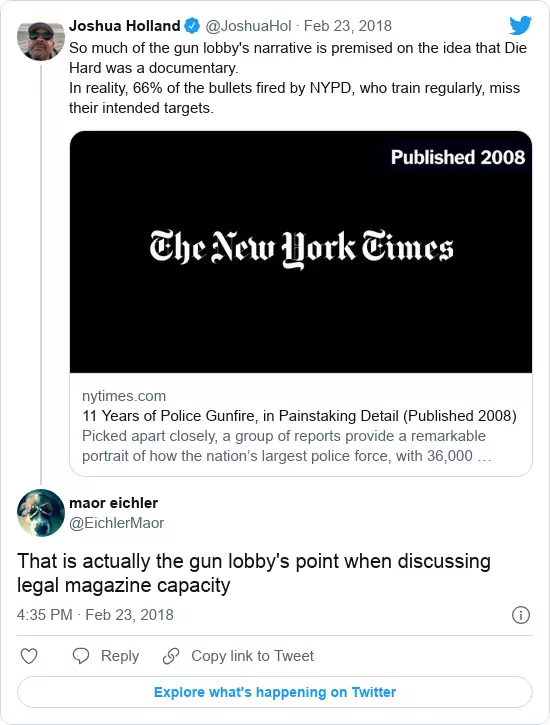 Joshua Holland @JoshuaHol · Feb 23, 2018
So much of the gun lobby's narrative is premised on the idea that Die
Hard was a documentary.
In reality, 66% of the bullets fired by NYPD, who train regularly, miss
their intended targets.
Published 2008
The New York Times
nytimes.com
11 Years of Police Gunfire, in Painstaking Detail (Published 2008)
Picked apart closely, a group of reports provide a remarkable
portrait of how the nation’s largest police force, with 36,000 …
maor eichler
@EichlerMaor
That is actually the gun lobby's point when discussing
legal magazine capacity
4:35 PM · Feb 23, 2018
Reply Copy link to Tweet
Explore what's happening on Twitter